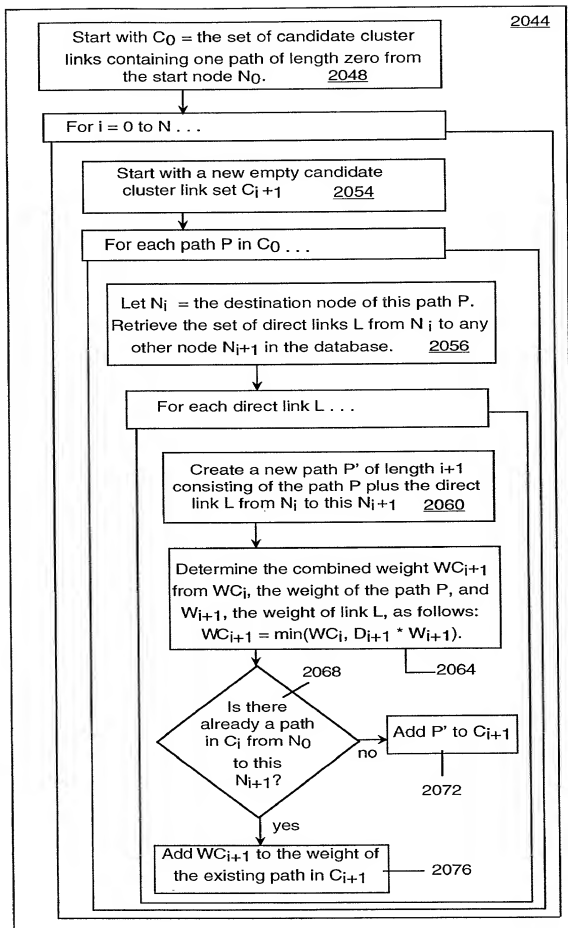 2044
Start with C₀ = the set of candidate cluster
links containing one path of length zero from
the start node N₀. 2048
For i = 0 to N . . .
Start with a new empty candidate
cluster link set Cᵢ+1 2054
For each path P in C₀ . . .
Let Nᵢ = the destination node of this path P.
Retrieve the set of direct links L from Nᵢ to any
other node Nᵢ₊₁ in the database. 2056
For each direct link L . . .
Create a new path P' of length i+1
consisting of the path P plus the direct
link L from Nᵢ to this Nᵢ₊₁ 2060
Determine the combined weight WCᵢ₊₁
from WCᵢ, the weight of the path P, and
Wᵢ₊₁, the weight of link L, as follows:
WCᵢ₊₁ = min(WCᵢ, Dᵢ₊₁ * Wᵢ₊₁).
2064
2068
Is there
already a path
in Cᵢ from N₀
to this
Nᵢ₊₁?
no
Add P' to Cᵢ₊₁
2072
yes
Add WCᵢ₊₁ to the weight of
the existing path in Cᵢ₊₁
2076